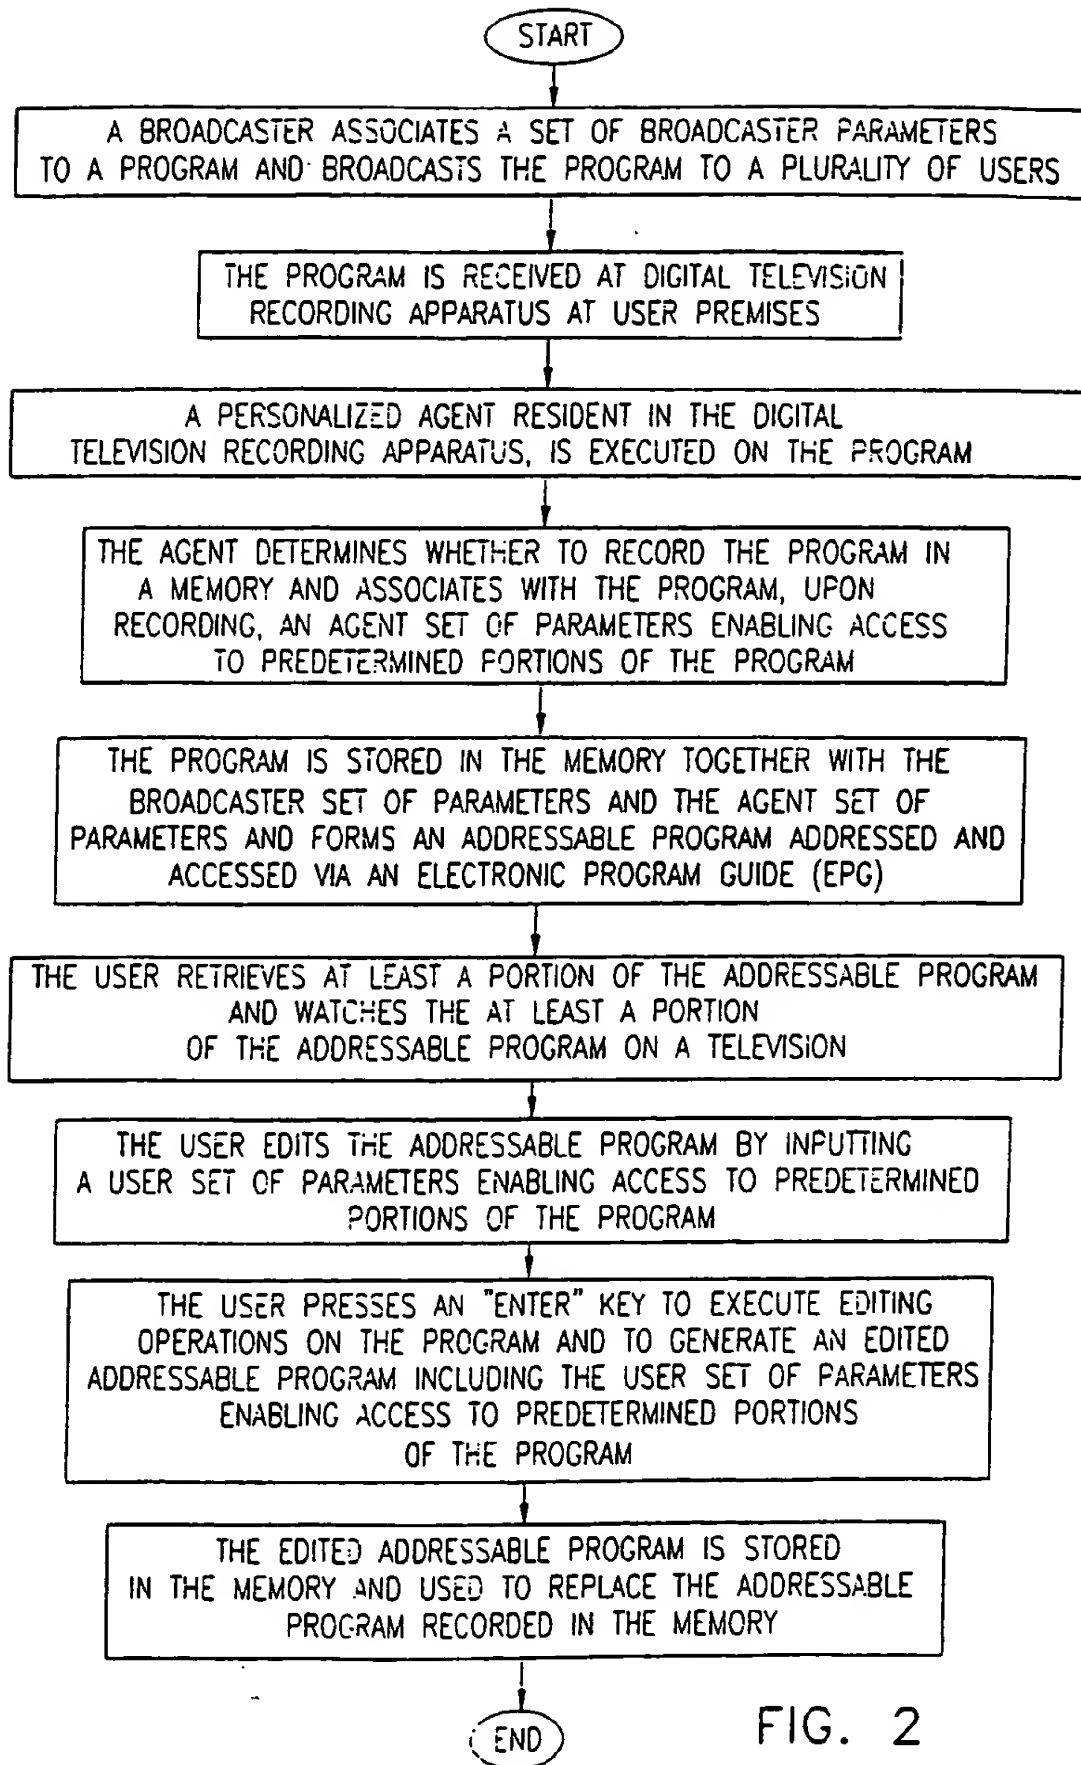 START
A BROADCASTER ASSOCIATES A SET OF BROADCASTER PARAMETERS
TO A PROGRAM AND BROADCASTS THE PROGRAM TO A PLURALITY OF USERS
THE PROGRAM IS RECEIVED AT DIGITAL TELEVISION
RECORDING APPARATUS AT USER PREMISES
A PERSONALIZED AGENT RESIDENT IN THE DIGITAL
TELEVISION RECORDING APPARATUS, IS EXECUTED ON THE PROGRAM
THE AGENT DETERMINES WHETHER TO RECORD THE PROGRAM IN
A MEMORY AND ASSOCIATES WITH THE PROGRAM, UPON
RECORDING, AN AGENT SET OF PARAMETERS ENABLING ACCESS
TO PREDETERMINED PORTIONS OF THE PROGRAM
THE PROGRAM IS STORED IN THE MEMORY TOGETHER WITH THE
BROADCASTER SET OF PARAMETERS AND THE AGENT SET OF
PARAMETERS AND FORMS AN ADDRESSABLE PROGRAM ADDRESSED AND
ACCESSED VIA AN ELECTRONIC PROGRAM GUIDE (EPG)
THE USER RETRIEVES AT LEAST A PORTION OF THE ADDRESSABLE PROGRAM
AND WATCHES THE AT LEAST A PORTION
OF THE ADDRESSABLE PROGRAM ON A TELEVISION
THE USER EDITS THE ADDRESSABLE PROGRAM BY INPUTTING
A USER SET OF PARAMETERS ENABLING ACCESS TO PREDETERMINED
PORTIONS OF THE PROGRAM
THE USER PRESSES AN "ENTER" KEY TO EXECUTE EDITING
OPERATIONS ON THE PROGRAM AND TO GENERATE AN EDITED
ADDRESSABLE PROGRAM INCLUDING THE USER SET OF PARAMETERS
ENABLING ACCESS TO PREDETERMINED PORTIONS
OF THE PROGRAM
THE EDITED ADDRESSABLE PROGRAM IS STORED
IN THE MEMORY AND USED TO REPLACE THE ADDRESSABLE
PROGRAM RECORDED IN THE MEMORY
END
FIG. 2